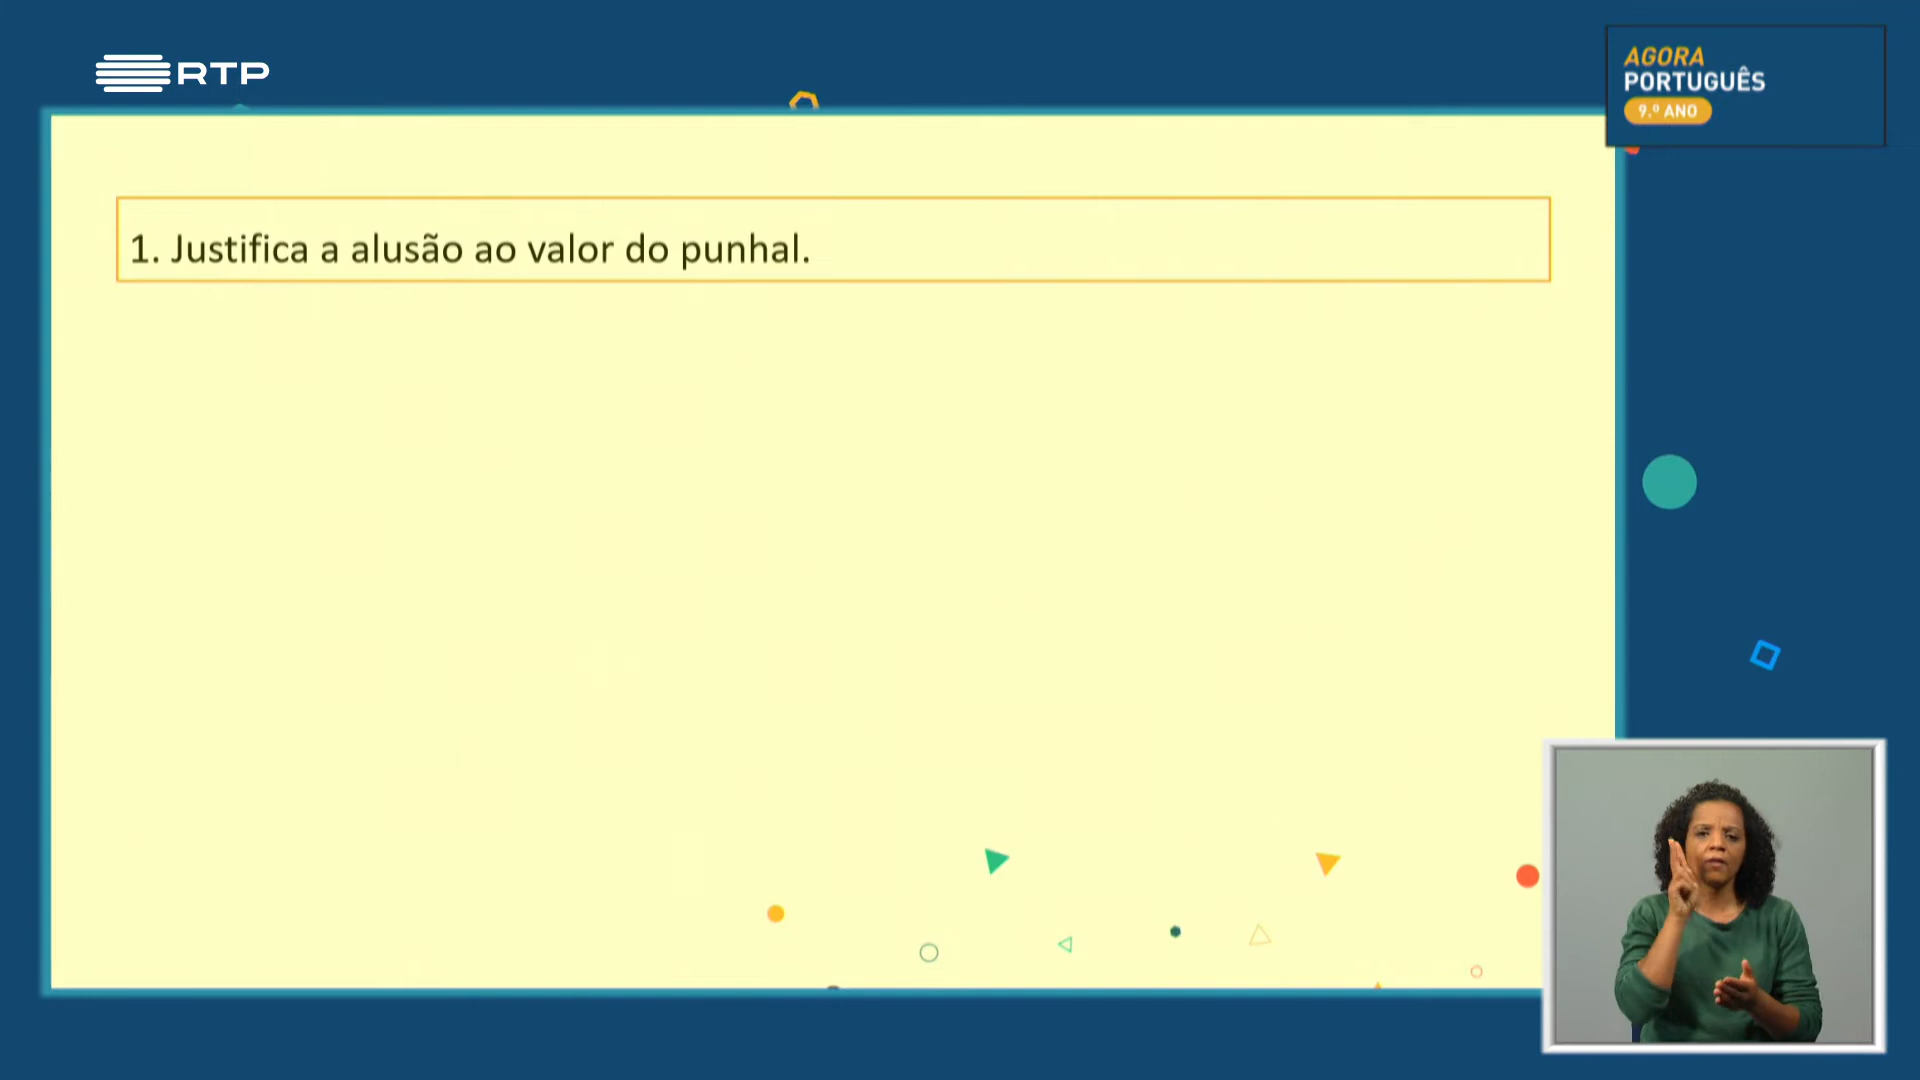 RTP
AGORA
PORTUGUÊS
9.º ANO
1. Justifica a alusão ao valor do punhal.